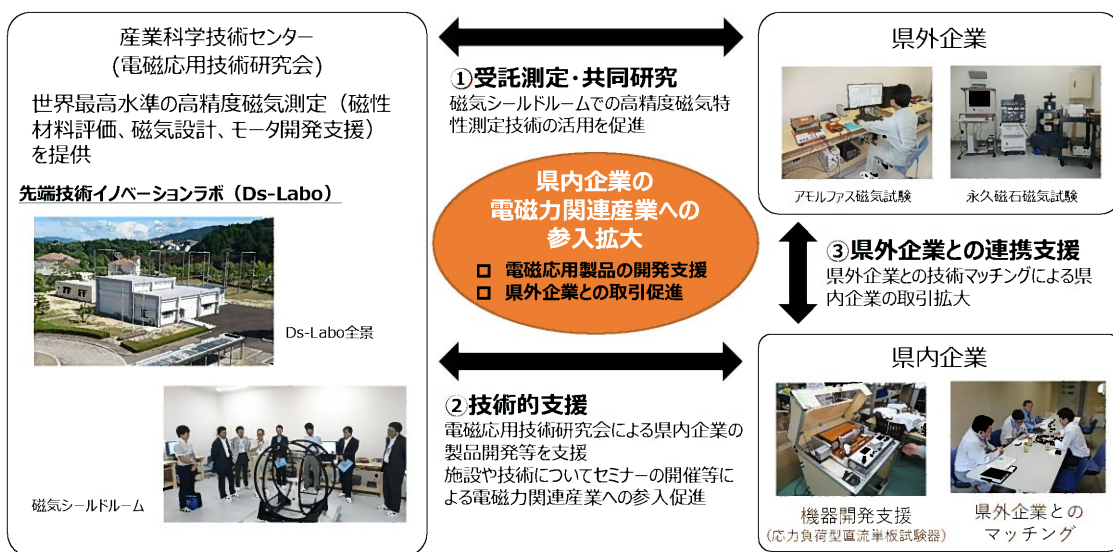 産業科学技術センター
(電磁応用技術研究会)
世界最高水準の高精度磁気測定（磁性
材料評価、磁気設計、モータ開発支援）
を提供
先端技術イノベーションラボ（Ds-Labo）
Ds-Labo全景
磁気シールドルーム
①受託測定・共同研究
磁気シールドルームでの高精度磁気特
性測定技術の活用を促進
県内企業の
電磁力関連産業への
参入拡大
電磁応用製品の開発支援
県外企業との取引促進
②技術的支援
電磁応用技術研究会による県内企業の
製品開発等を支援
施設や技術についてセミナーの開催等に
よる電磁力関連産業への参入促進
県外企業
アモルファス磁気試験
永久磁石磁気試験
③県外企業との連携支援
県外企業との技術マッチングによる県
内企業の取引拡大
県内企業
機器開発支援
(応力負荷型直流単板試験器)
県外企業との
マッチング